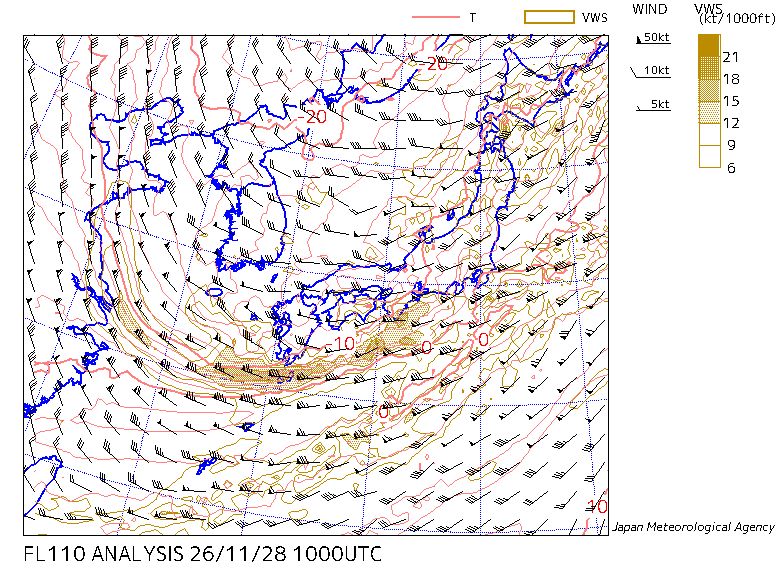 T
VWS
WIND
VWS
(kt/1000ft)
50kt
10kt
5kt
21
18
15
12
9
6
-20
-20
-10
0
0
0
10
Japan Meteorological Agency
FL110 ANALYSIS 26/11/28 1000UTC